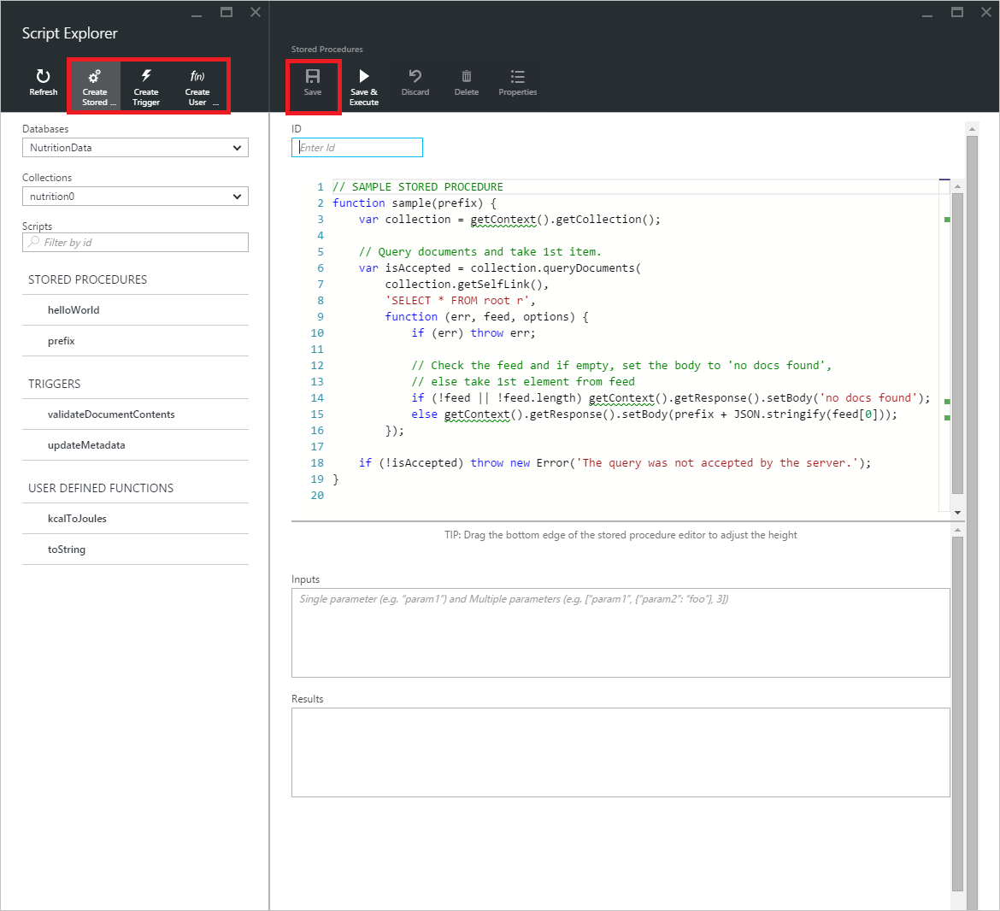 Script Explorer
Refresh
Create
Stored ...
Create
Trigger
f(n)
Create
User ...
Databases
NutritionData
Collections
nutrition0
Scripts
Filter by id
STORED PROCEDURES
helloWorld
prefix
TRIGGERS
validateDocumentContents
updateMetadata
USER DEFINED FUNCTIONS
kcalToJoules
toString
Stored Procedures
Save
Save &
Execute
Discard
Delete
Properties
ID
Enter Id
1 // SAMPLE STORED PROCEDURE
2 function sample(prefix) {
3     var collection = getContext().getCollection();
4
5     // Query documents and take 1st item.
6     var isAccepted = collection.queryDocuments(
7         collection.getSelfLink(),
8         'SELECT * FROM root r',
9         function (err, feed, options) {
10             if (err) throw err;
11
12             // Check the feed and if empty, set the body to 'no docs found',
13             // else take 1st element from feed
14             if (!feed || !feed.length) getContext().getResponse().setBody('no docs found');
15             else getContext().getResponse().setBody(prefix + JSON.stringify(feed[0]));
16         });
17
18     if (!isAccepted) throw new Error('The query was not accepted by the server.');
19 }
20
TIP: Drag the bottom edge of the stored procedure editor to adjust the height
Inputs
Single parameter (e.g. "param1") and Multiple parameters (e.g. ["param1", {"param2": "foo"}, 3])
Results